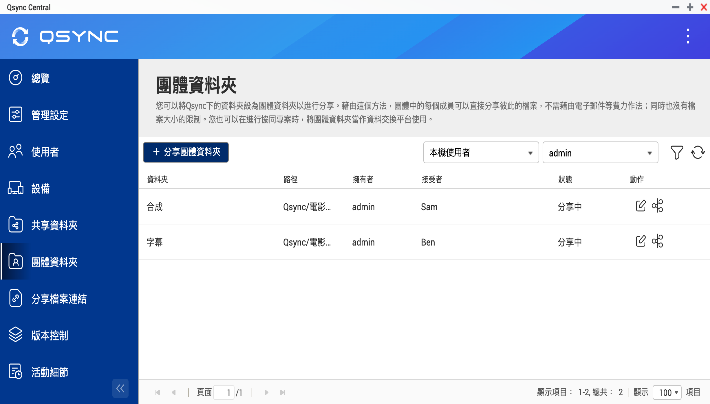 Qsync Central
QSYNC
總覽
管理設定
使用者
設備
共享資料夾
團體資料夾
分享檔案連結
版本控制
活動細節
團體資料夾
您可以將Qsync下的資料夾設為團體資料夾以進行分享。藉由這個方法，團體中的每個成員可以直接分享彼此的檔案，不需藉由電子郵件等費力作法；同時也沒有檔
案大小的限制。您也可以在進行協同專案時，將團體資料夾當作資料交換平台使用。
+ 分享團體資料夾 本機使用者 admin
資料夾 路徑 擁有者 接受者 狀態 動作
合成 Qsync/電影... admin Sam 分享中
字幕 Qsync/電影... admin Ben 分享中
頁面 1 /1 顯示項目： 1-2, 總共： 2 顯示 100 項目